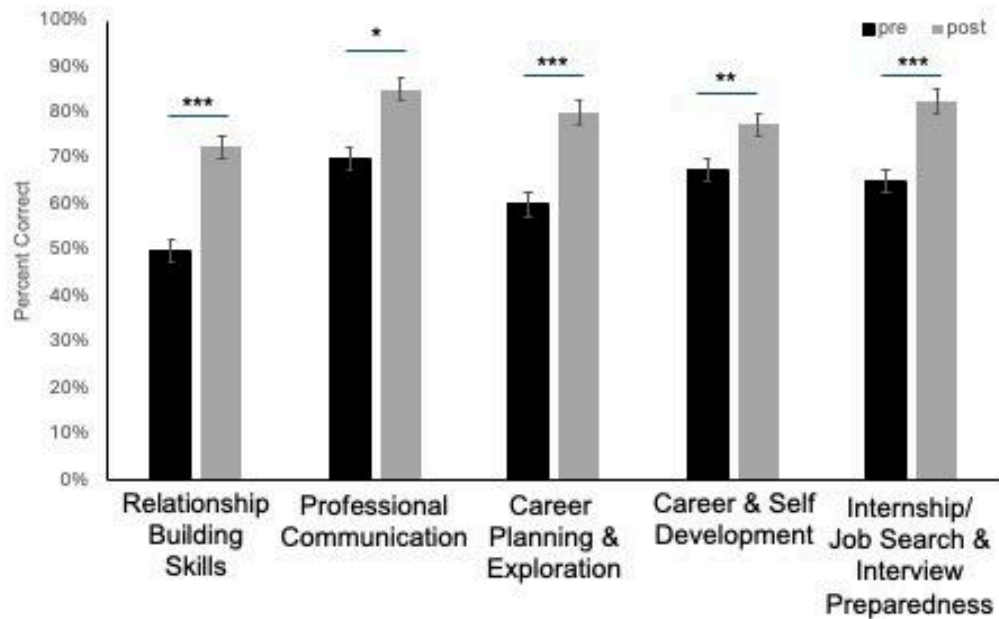 100%
90%
80%
70%
60%
50%
40%
30%
20%
10%
0%
Percent Correct
pre post
***
*
***
**
***
Relationship
Building
Skills
Professional
Communication
Career
Planning &
Exploration
Career & Self
Development
Internship/
Job Search &
Interview
Preparedness